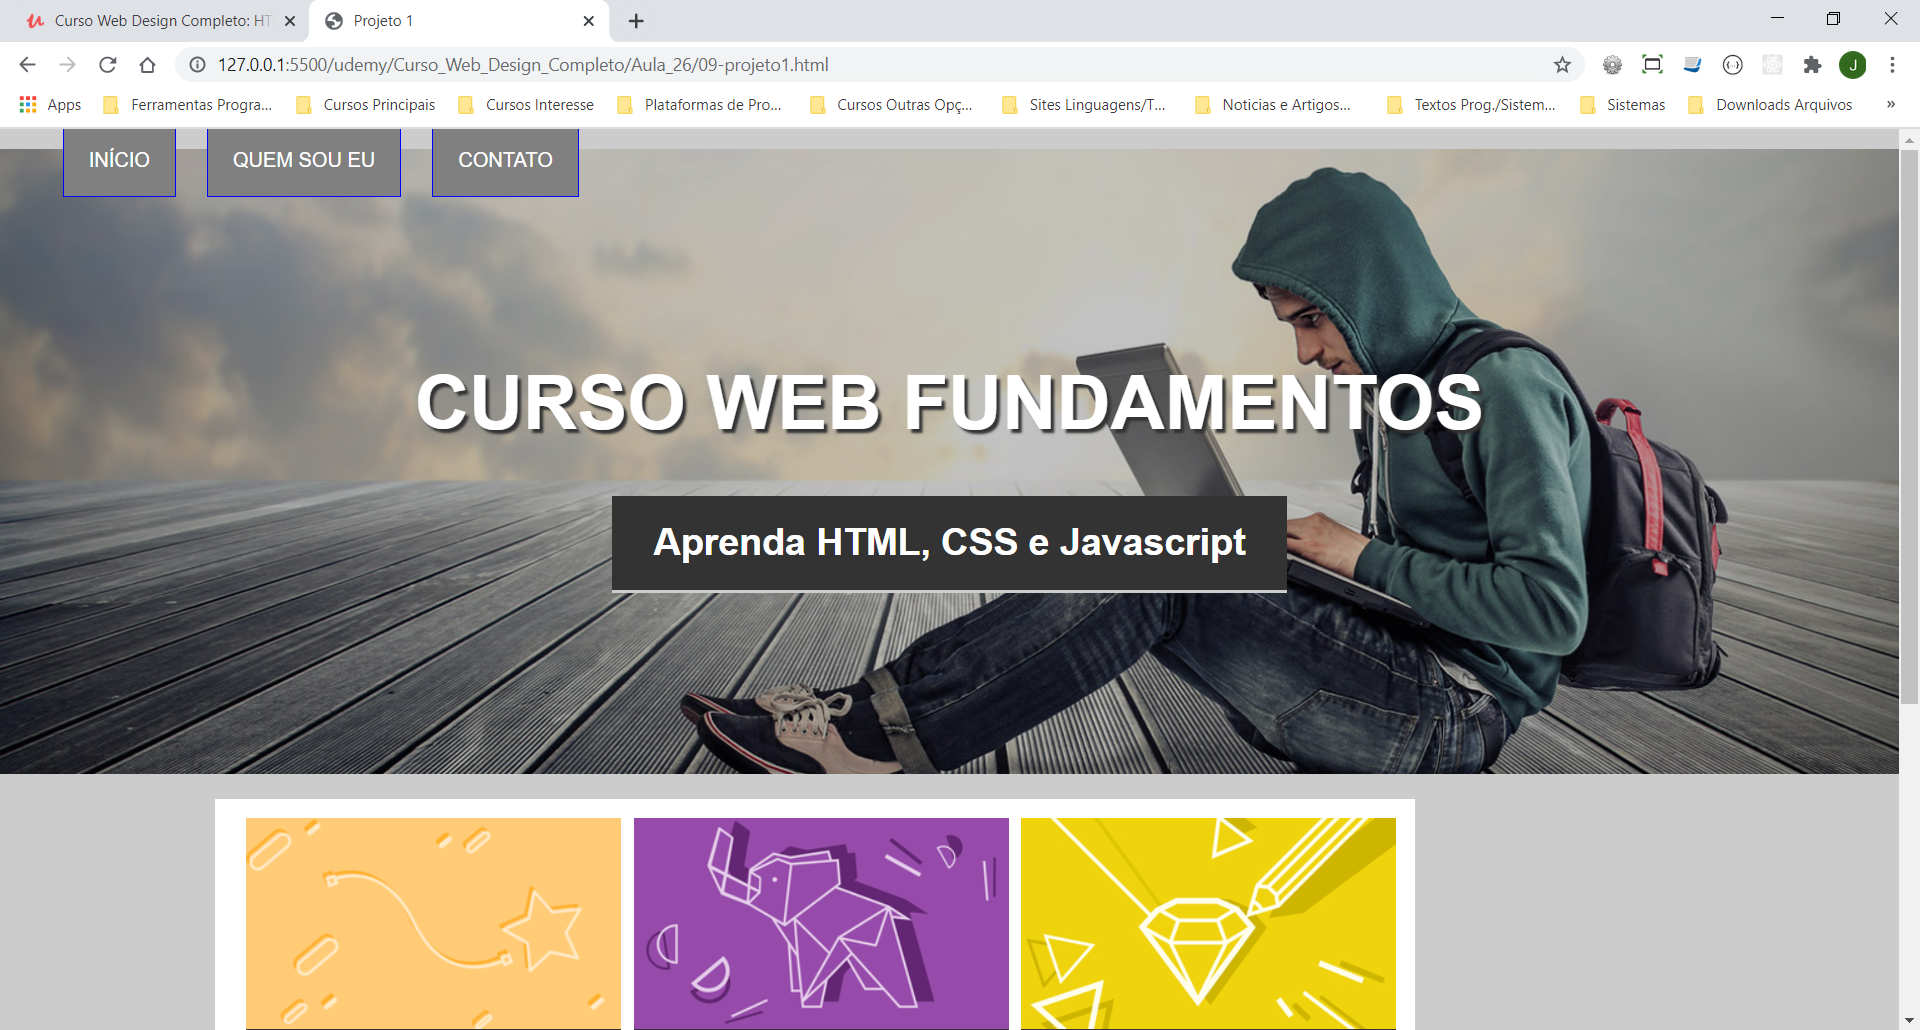 Curso Web Design Completo: HT
Projeto 1
127.0.0.1:5500/udemy/Curso_Web_Design_Completo/Aula_26/09-projeto1.html
J
Apps
Ferramentas Progra...
Cursos Principais
Cursos Interesse
Plataformas de Pro...
Cursos Outras Opç...
Sites Linguagens/T...
Noticias e Artigos...
Textos Prog./Sistem...
Sistemas
Downloads Arquivos
»
INÍCIO
QUEM SOU EU
CONTATO
CURSO WEB FUNDAMENTOS
Aprenda HTML, CSS e Javascript